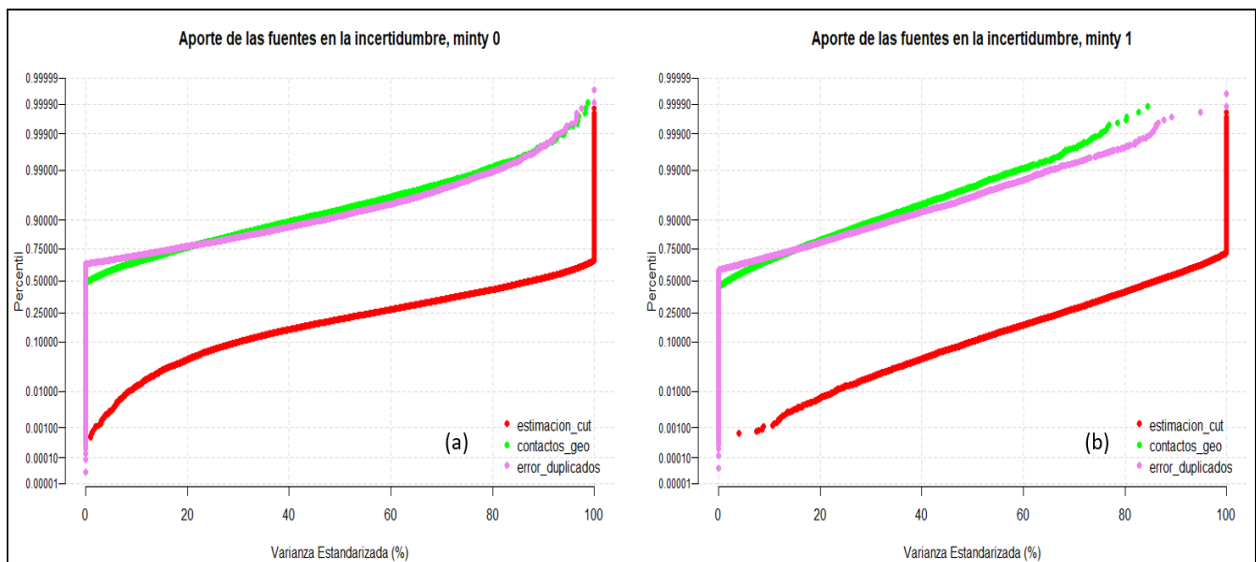 Aporte de las fuentes en la incertidumbre, minty 0
0.99999
0.99990
0.99900
0.99000
0.90000
0.75000
0.50000
0.25000
0.10000
0.01000
0.00100
0.00010
0.00001
Percentil
estimacion_cut
contactos_geo
error_duplicados
(a)
0 20 40 60 80 100
Varianza Estandarizada (%)
Aporte de las fuentes en la incertidumbre, minty 1
0.99999
0.99990
0.99900
0.99000
0.90000
0.75000
0.50000
0.25000
0.10000
0.01000
0.00100
0.00010
0.00001
Percentil
estimacion_cut
contactos_geo
error_duplicados
(b)
0 20 40 60 80 100
Varianza Estandarizada (%)